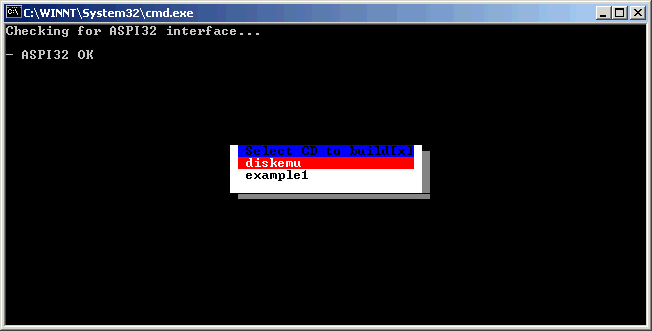 C:\WINNT\System32\cmd.exe
Checking for ASPI32 interface...
- ASPI32 OK
Select CD to build[x]
diskemu
example1